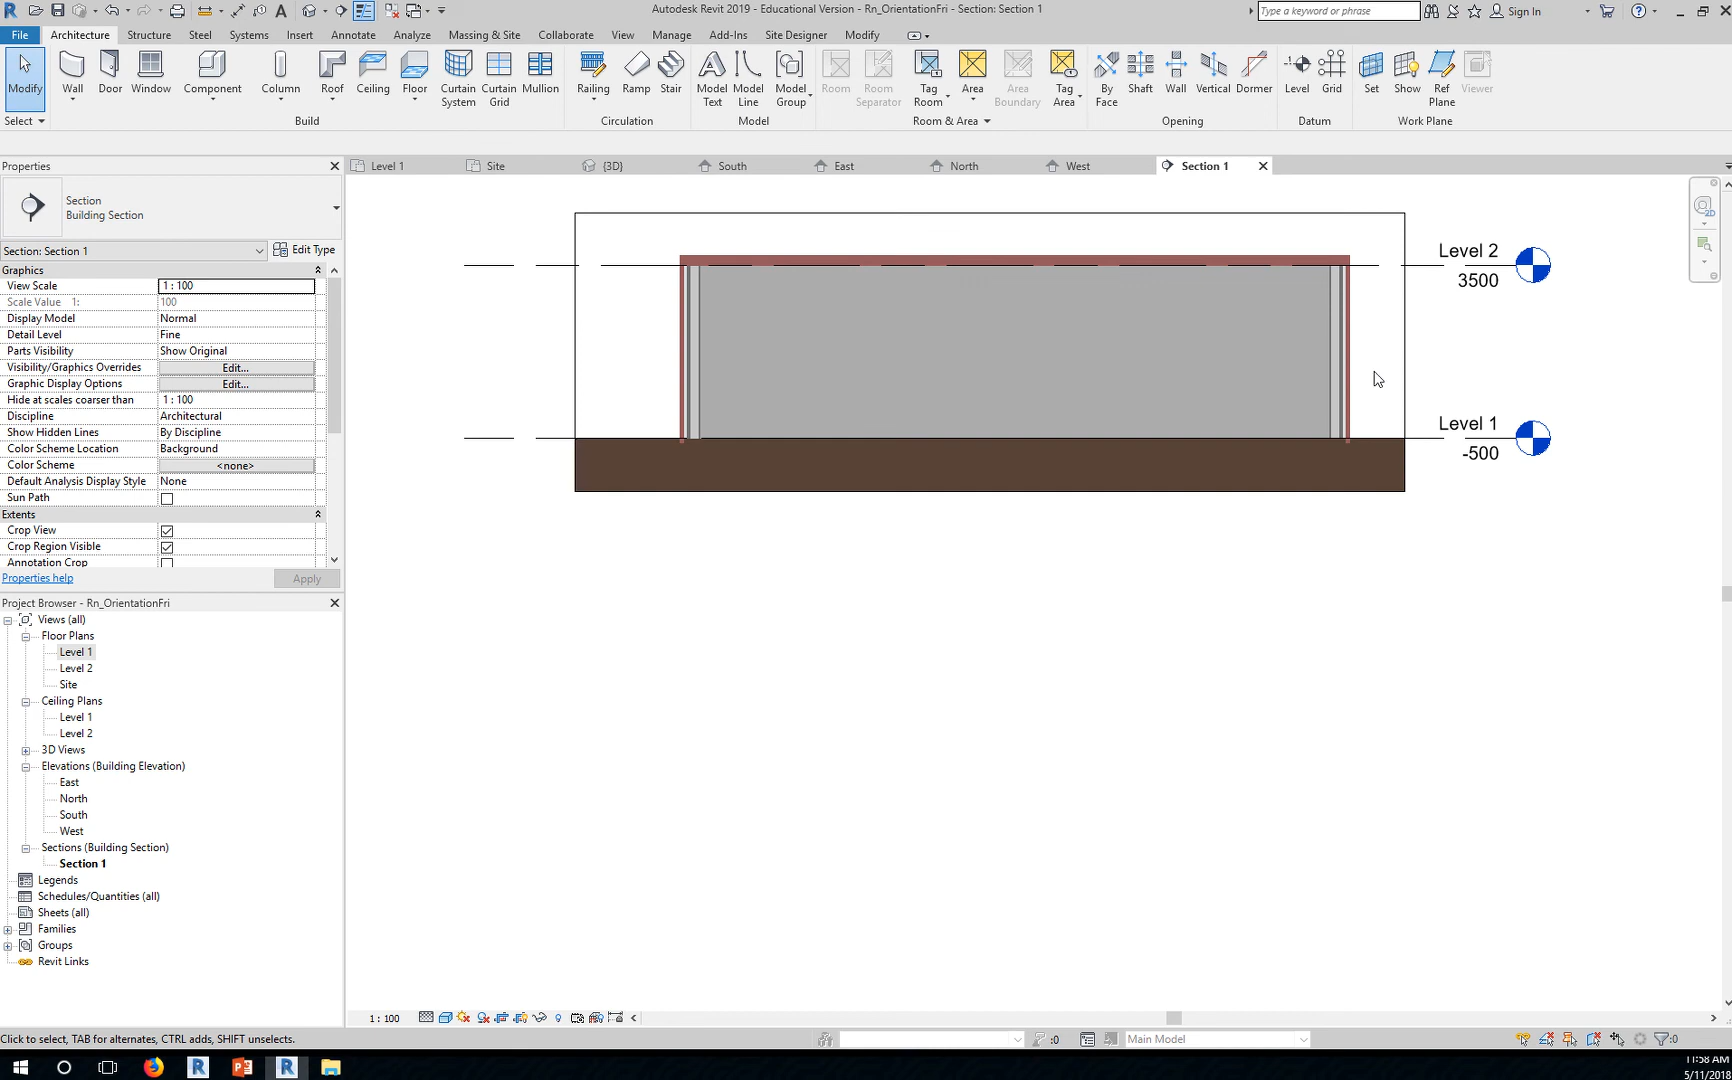 Autodesk Revit 2019 - Educational Version - Rn_OrientationFri - Section: Section 1
Type a keyword or phrase
Sign In
File Architecture Structure Steel Systems Insert Annotate Analyze Massing & Site Collaborate View Manage Add-Ins Site Designer Modify
Modify Wall Door Window Component Column Roof Ceiling Floor Curtain System Curtain Grid Mullion Railing Ramp Stair Model Text Model Line Model Group Room Room Separator Tag Room Area Area Boundary Tag Area By Face Shaft Wall Vertical Dormer Level Grid Set Show Ref Plane Viewer
Select Build Circulation Model Room & Area Opening Datum Work Plane
Properties
Level 1 Site {3D} South East North West Section 1
Section
Building Section
Section: Section 1 Edit Type
Graphics
View Scale 1 : 100
Scale Value 1: 100
Display Model Normal
Detail Level Fine
Parts Visibility Show Original
Visibility/Graphics Overrides Edit...
Graphic Display Options Edit...
Hide at scales coarser than 1 : 100
Discipline Architectural
Show Hidden Lines By Discipline
Color Scheme Location Background
Color Scheme <none>
Default Analysis Display Style None
Sun Path
Extents
Crop View
Crop Region Visible
Annotation Crop
Properties help Apply
Level 2
3500
Level 1
-500
2D
Project Browser - Rn_OrientationFri
Views (all)
Floor Plans
Level 1
Level 2
Site
Ceiling Plans
Level 1
Level 2
3D Views
Elevations (Building Elevation)
East
North
South
West
Sections (Building Section)
Section 1
Legends
Schedules/Quantities (all)
Sheets (all)
Families
Groups
Revit Links
1 : 100
Click to select, TAB for alternates, CTRL adds, SHIFT unselects.
:0
Main Model
:0
11:58 AM
5/11/2018